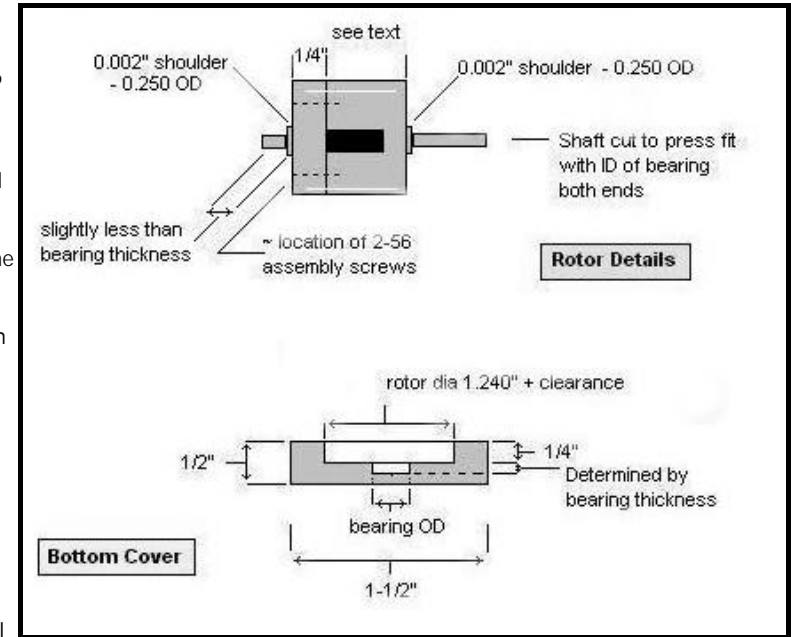 see text
1/4"
0.002" shoulder
- 0.250 OD
0.002" shoulder - 0.250 OD
Shaft cut to press fit
with ID of bearing
both ends
slightly less than
bearing thickness
~ location of 2-56
assembly screws
Rotor Details
rotor dia 1.240" + clearance
1/2"
1/4"
Determined by
bearing thickness
bearing OD
Bottom Cover
1-1/2"